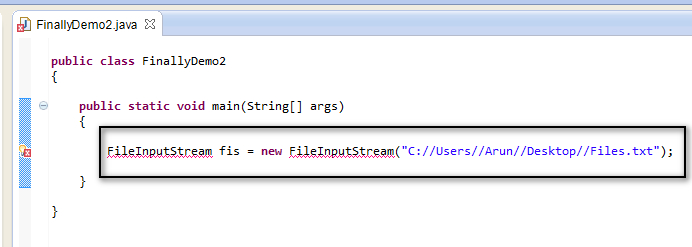 FinallyDemo2.java
public class FinallyDemo2
{
public static void main(String[] args)
{
FileInputStream fis = new FileInputStream("C://Users//Arun//Desktop//Files.txt");
}
}